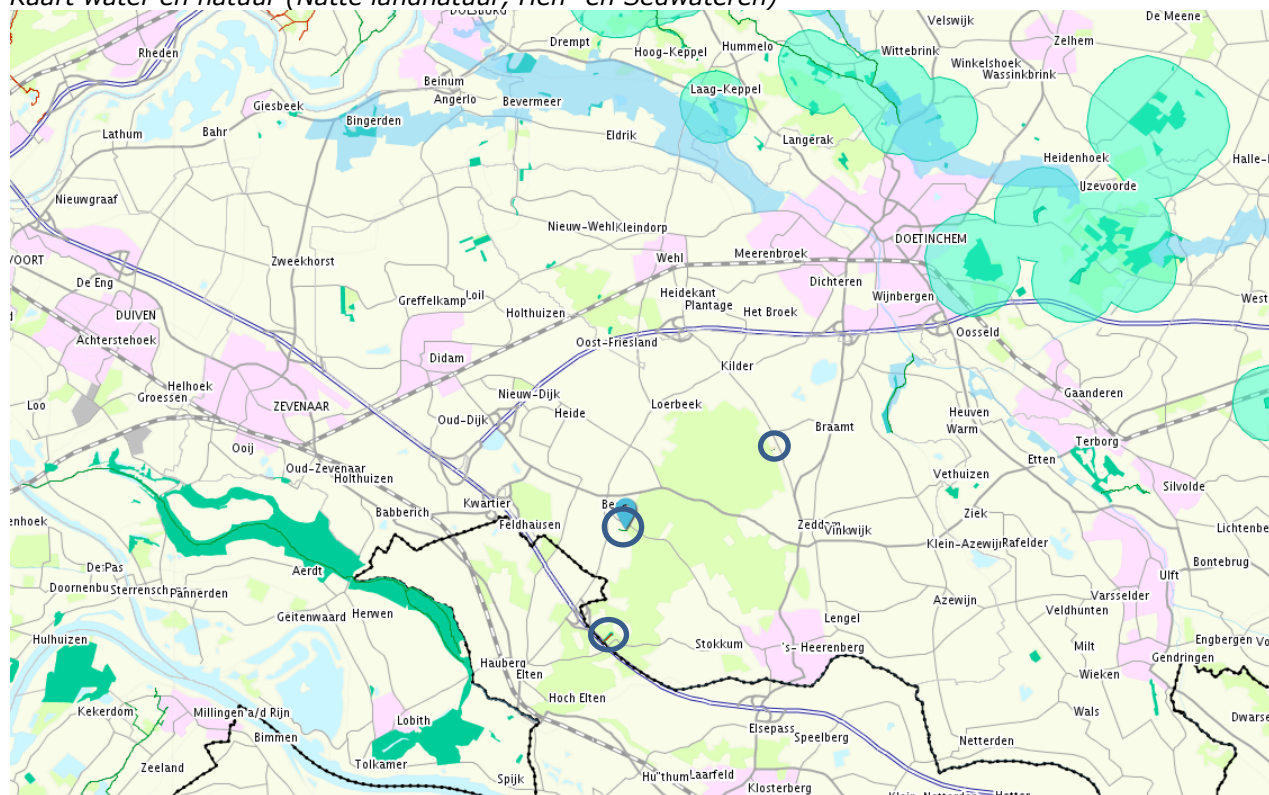 Kaart water en natuur (Natte landnatuur, Hen- en Sedwateren)
De Meene
Velswijk
Rheden
Drempt
Hoog-Keppel
Hummelo
Wittebrink
Zelhem
Winkelshoek
Wassinkbrink
Beinum
Angerlo
Bevermeer
Laag-Keppel
Giesbeek
Bingerden
Lathum
Bahr
Eldrik
Langerak
Heidenhoek
Halle-
IJzevoorde
Nieuwgraaf
Nieuw-Wehl
Kleindorp
DOETINCHEM
VOORT
Zweekhorst
Wehl
Meerenbroek
De Eng
Dichteren
Heidekant
Plantage
Wijnbergen
West
Greffelkamp
Loil
Holthuizen
Het Broek
DUIVEN
Oosseld
Achterstehoek
Oost-Friesland
Didam
Kilder
Helhoek
Groessen
Nieuw-Dijk
Gaanderen
Loo
ZEVENAAR
Heide
Loerbeek
Heuven
Warm
Oud-Dijk
Braamt
Ooij
Terborg
Etten
Oud-Zevenaar
Holthuizen
Vethuizen
Silvolde
Kwartier
Be
Babberich
Ziek
enhoek
Feldhausen
Zeddam
Vinkwijk
Lichtenbe
Klein-Azewijn
Rafelder
Bontebrug
De Pas
Aerdt
Ulft
Doornenbu
Sterrensch
Pannerden
Varsselder
Azewijn
Veldhunten
Geitenwaard
Herwen
Lengel
Hulhuizen
Stokkum
's- Heerenberg
Milt
Engbergen
Vo
Gendringen
Hauberg
Elten
Wieken
Hoch Elten
Kekerdom
Millingen a/d Rijn
Lobith
Wals
Dwarse
Bimmen
Elsepass
Speelberg
Netterden
Tolkamer
Zeeland
Spijk
Hu"thum
Laarfeld
Klosterberg